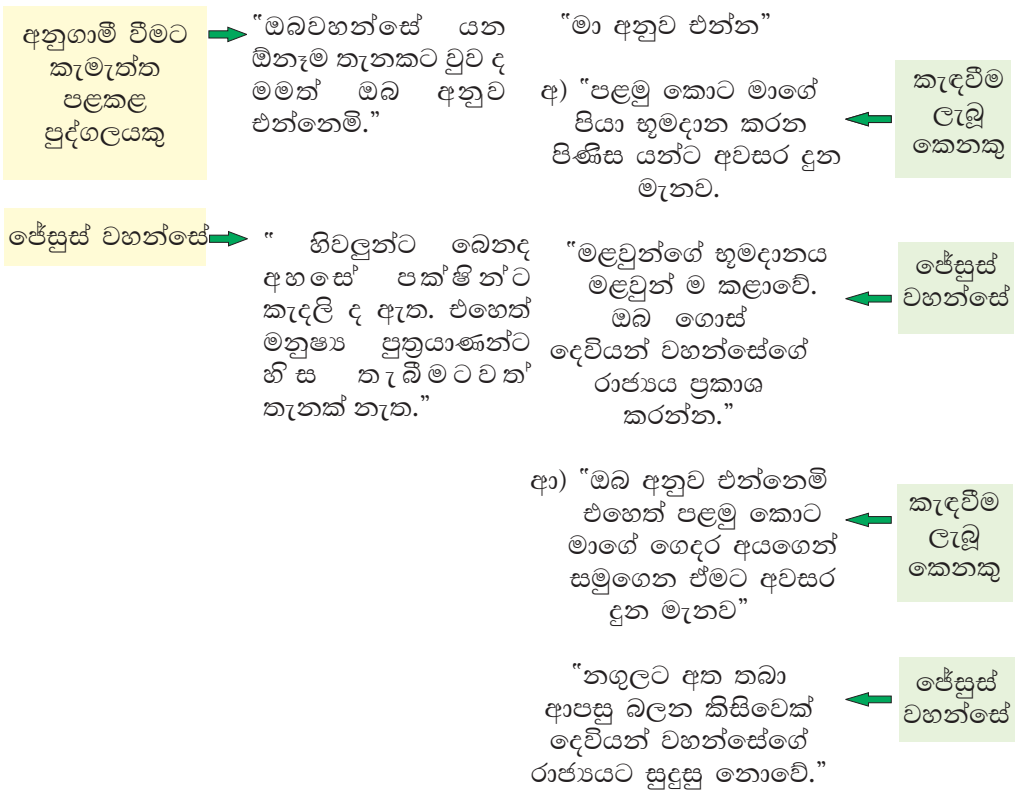 අනුගාමී වීමට
කැමැත්ත
පළකළ
පුද්ගලයකු
“ඔබවහන්සේ යන
ඕනෑම තැනකට වුව ද
මමත් ඔබ අනුව
එන්නෙමි.”
ජේසුස් වහන්සේ
“ හිවලුන්ට බෙනද
අහසේ පක්ෂින්ට
කැදලි ද ඇත. එහෙත්
මනුෂ්‍ය පුත්‍රයාණන්ට
හිස තැබීමටවත්
තැනක් නැත.”
“මා අනුව එන්න”
අ) “පළමු කොට මාගේ
පියා භූමදාන කරන
පිණිස යන්ට අවසර දුන
මැනව.
කැඳවීම
ලැබූ
කෙනකු
“මළවුන්ගේ භූමදානය
මළවුන් ම කළාවේ.
ඔබ ගොස්
දෙවියන් වහන්සේගේ
රාජ්‍යය ප්‍රකාශ
කරන්න.”
ජේසුස්
වහන්සේ
ආ) “ඔබ අනුව එන්නෙමි
එහෙත් පළමු කොට
මාගේ ගෙදර අයගෙන්
සමුගෙන ඒමට අවසර
දුන මැනව”
කැඳවීම
ලැබූ
කෙනකු
“නගුලට අත තබා
ආපසු බලන කිසිවෙක්
දෙවියන් වහන්සේගේ
රාජ්‍යයට සුදුසු නොවේ.”
ජේසුස්
වහන්සේ